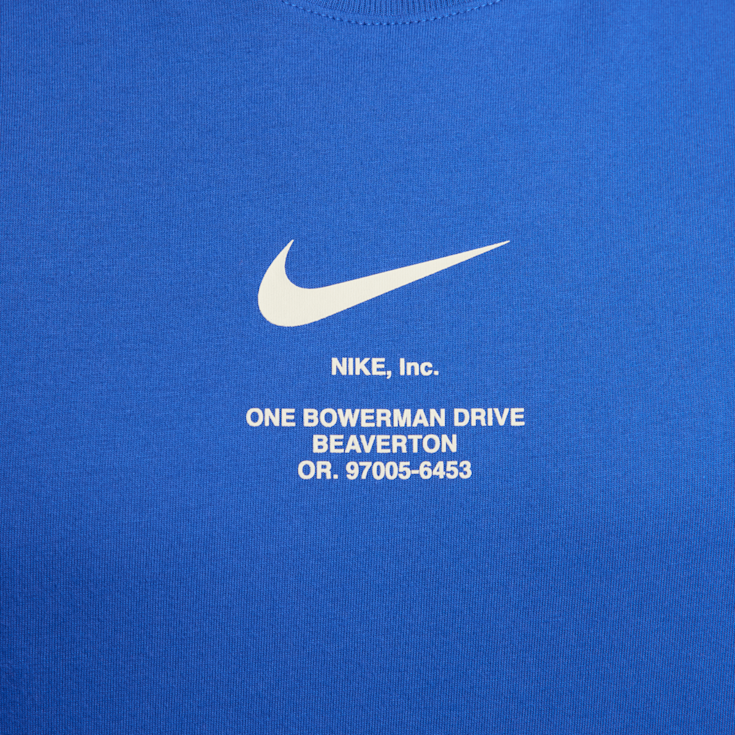 NIKE, Inc.
ONE BOWERMAN DRIVE
BEAVERTON
OR. 97005-6453